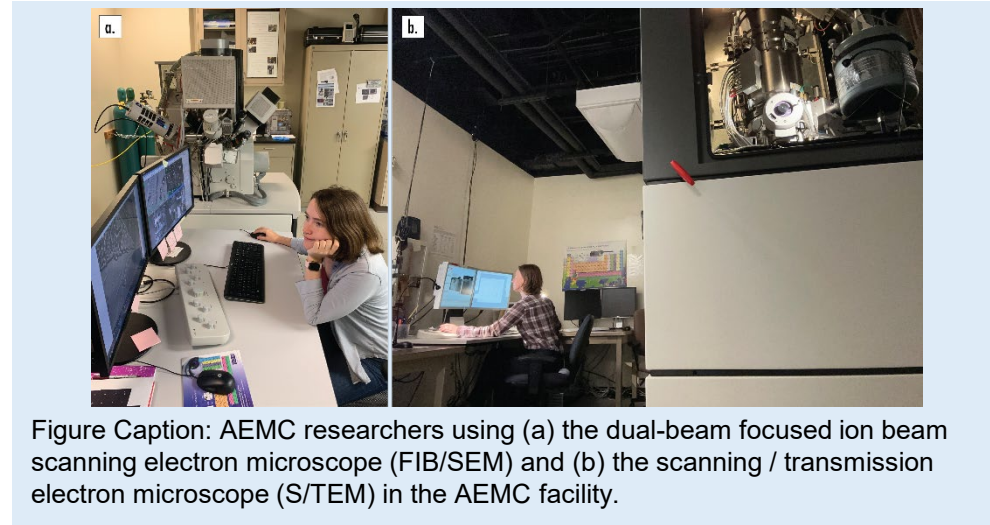 a.
b.
Figure Caption: AEMC researchers using (a) the dual-beam focused ion beam
scanning electron microscope (FIB/SEM) and (b) the scanning / transmission
electron microscope (S/TEM) in the AEMC facility.